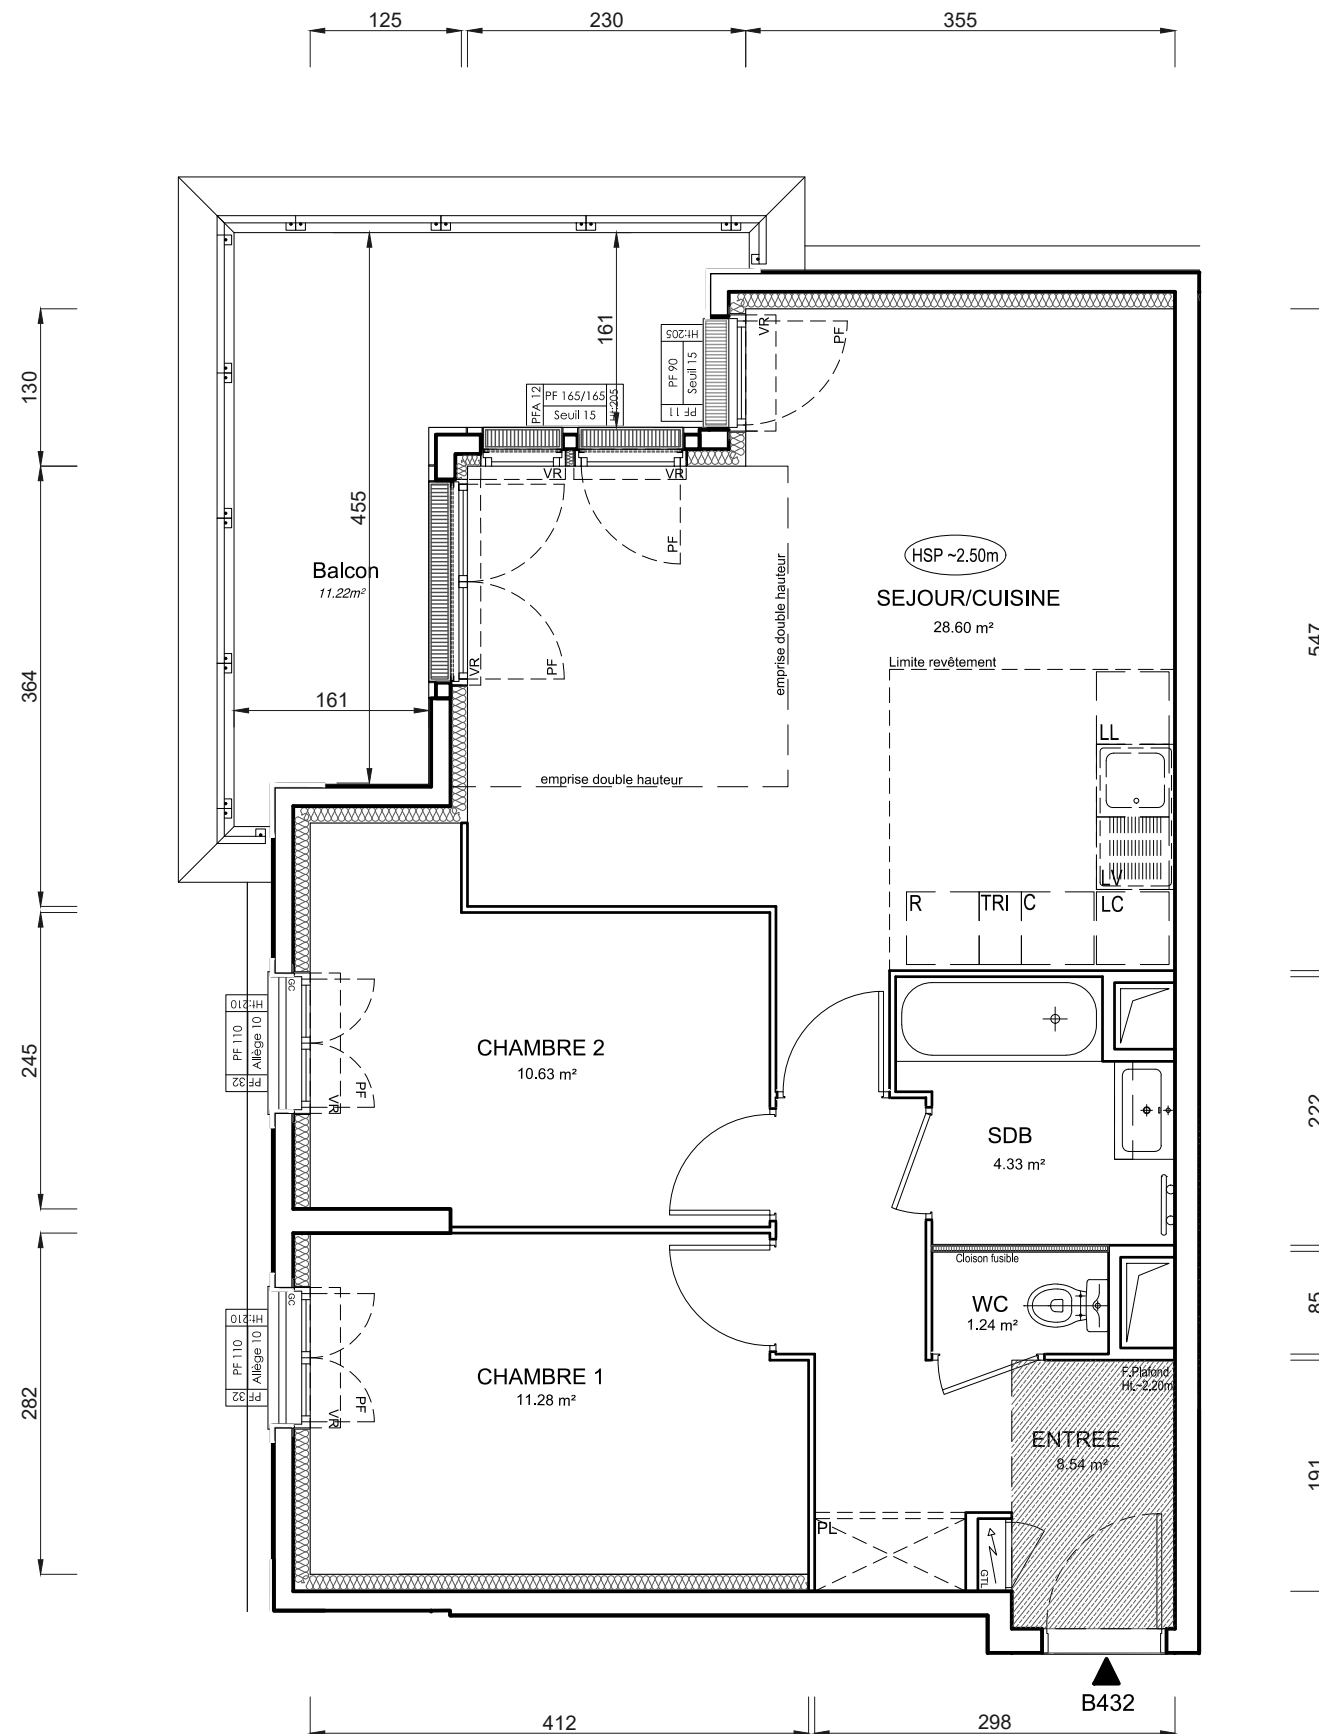 125
230
355
130
364
245
282
547
222
85
191
412
298
455
161
161
Balcon
11.22m²
PFA 12
PF 165/165
Seuil 15
Ht:205
Ht:205
PF 90
Seuil 15
PF 11
VR
PF
VR
VR
PF
VR
PF
HSP ~2.50m
SEJOUR/CUISINE
28.60 m²
emprise double hauteur
emprise double hauteur
Limite revêtement
LL
LV
R
TRI
C
LC
CHAMBRE 2
10.63 m²
GC
Ht:210
PF 110
Allège 10
PF 32
VR
PF
SDB
4.33 m²
Cloison fusible
WC
1.24 m²
CHAMBRE 1
11.28 m²
GC
Ht:210
PF 110
Allège 10
PF 32
VR
PF
F.Plafond
Ht.~2.20m
ENTREE
8.54 m²
PL
GTL
B432